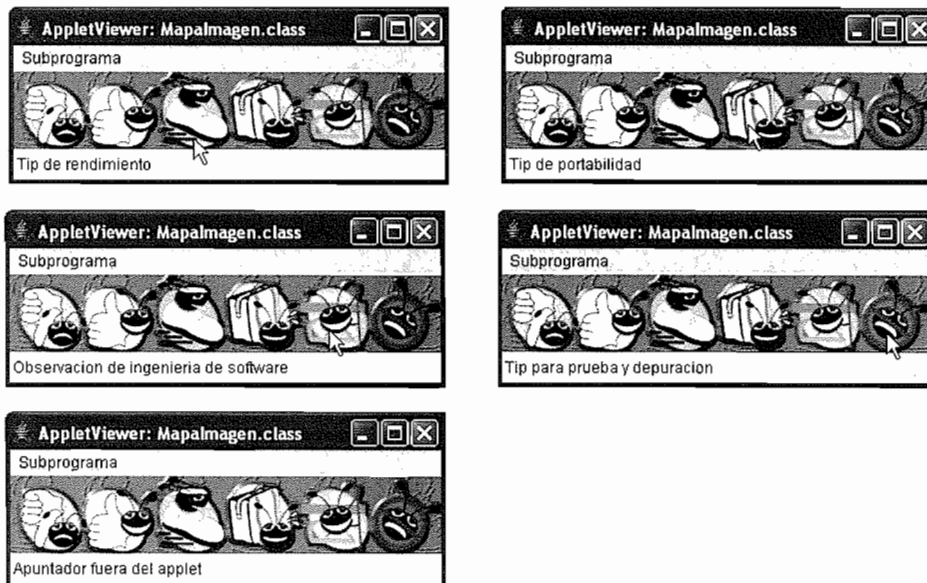 AppletViewer: MapaImagen.class
Subprograma
Tip de rendimiento
AppletViewer: MapaImagen.class
Subprograma
Tip de portabilidad
AppletViewer: MapaImagen.class
Subprograma
Observacion de ingenieria de software
AppletViewer: MapaImagen.class
Subprograma
Tip para prueba y depuracion
AppletViewer: MapaImagen.class
Subprograma
Apuntador fuera del applet